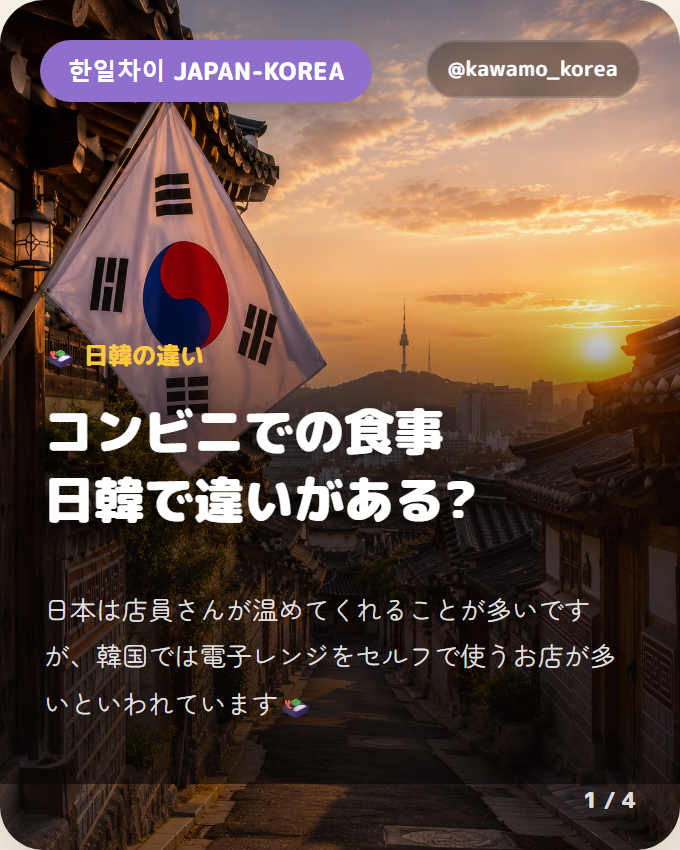 한일차이 JAPAN-KOREA
@kawamo_korea
🍱 日韓の違い
コンビニでの食事
日韓で違いがある?
日本は店員さんが温めてくれることが多いです
が、韓国では電子レンジをセルフで使うお店が多
いといわれています🍱
1 / 4